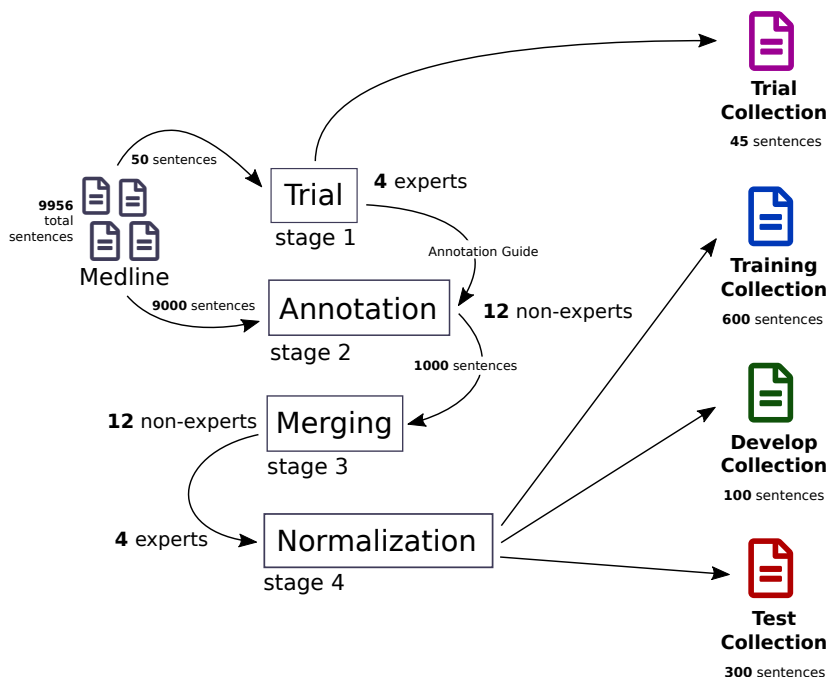 50 sentences
9956
total
sentences
Medline
9000 sentences
Trial
stage 1
4 experts
Annotation Guide
Annotation
stage 2
12 non-experts
1000 sentences
12 non-experts
Merging
stage 3
4 experts
Normalization
stage 4
Trial
Collection
45 sentences
Training
Collection
600 sentences
Develop
Collection
100 sentences
Test
Collection
300 sentences